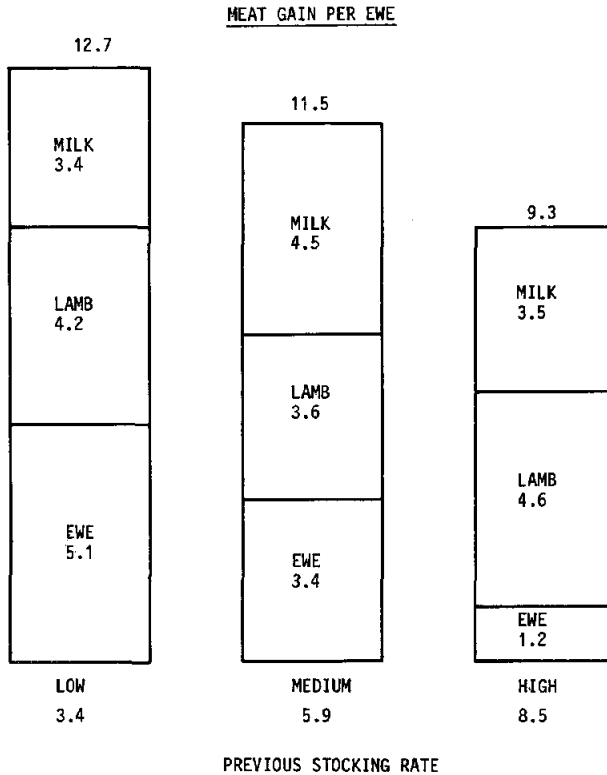 MEAT GAIN PER EWE
12.7
MILK
3.4
LAMB
4.2
EWE
5.1
11.5
MILK
4.5
LAMB
3.6
EWE
3.4
9.3
MILK
3.5
LAMB
4.6
EWE
1.2
LOW MEDIUM HIGH
3.4 5.9 8.5
PREVIOUS STOCKING RATE